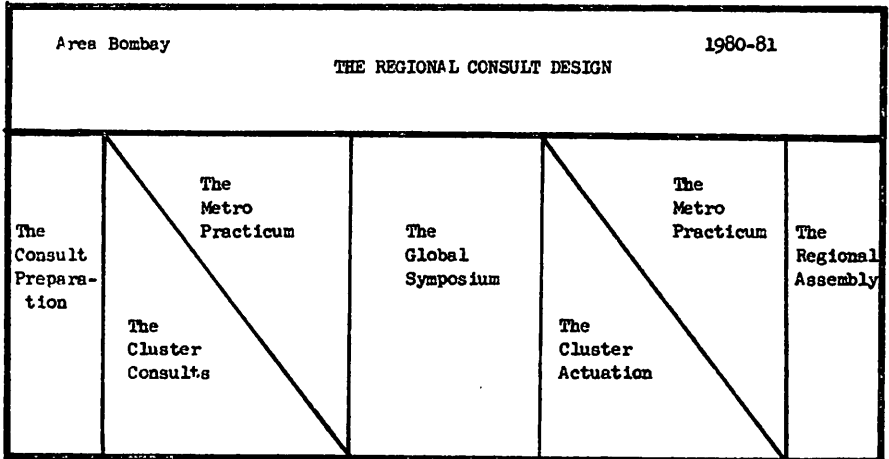 Area Bombay
1980-81
THE REGIONAL CONSULT DESIGN
The
Consult
Prepara-
tion
The
Metro
Practicum
The
Cluster
Consults
The
Global
Symposium
The
Metro
Practicum
The
Cluster
Actuation
The
Regional
Assembly